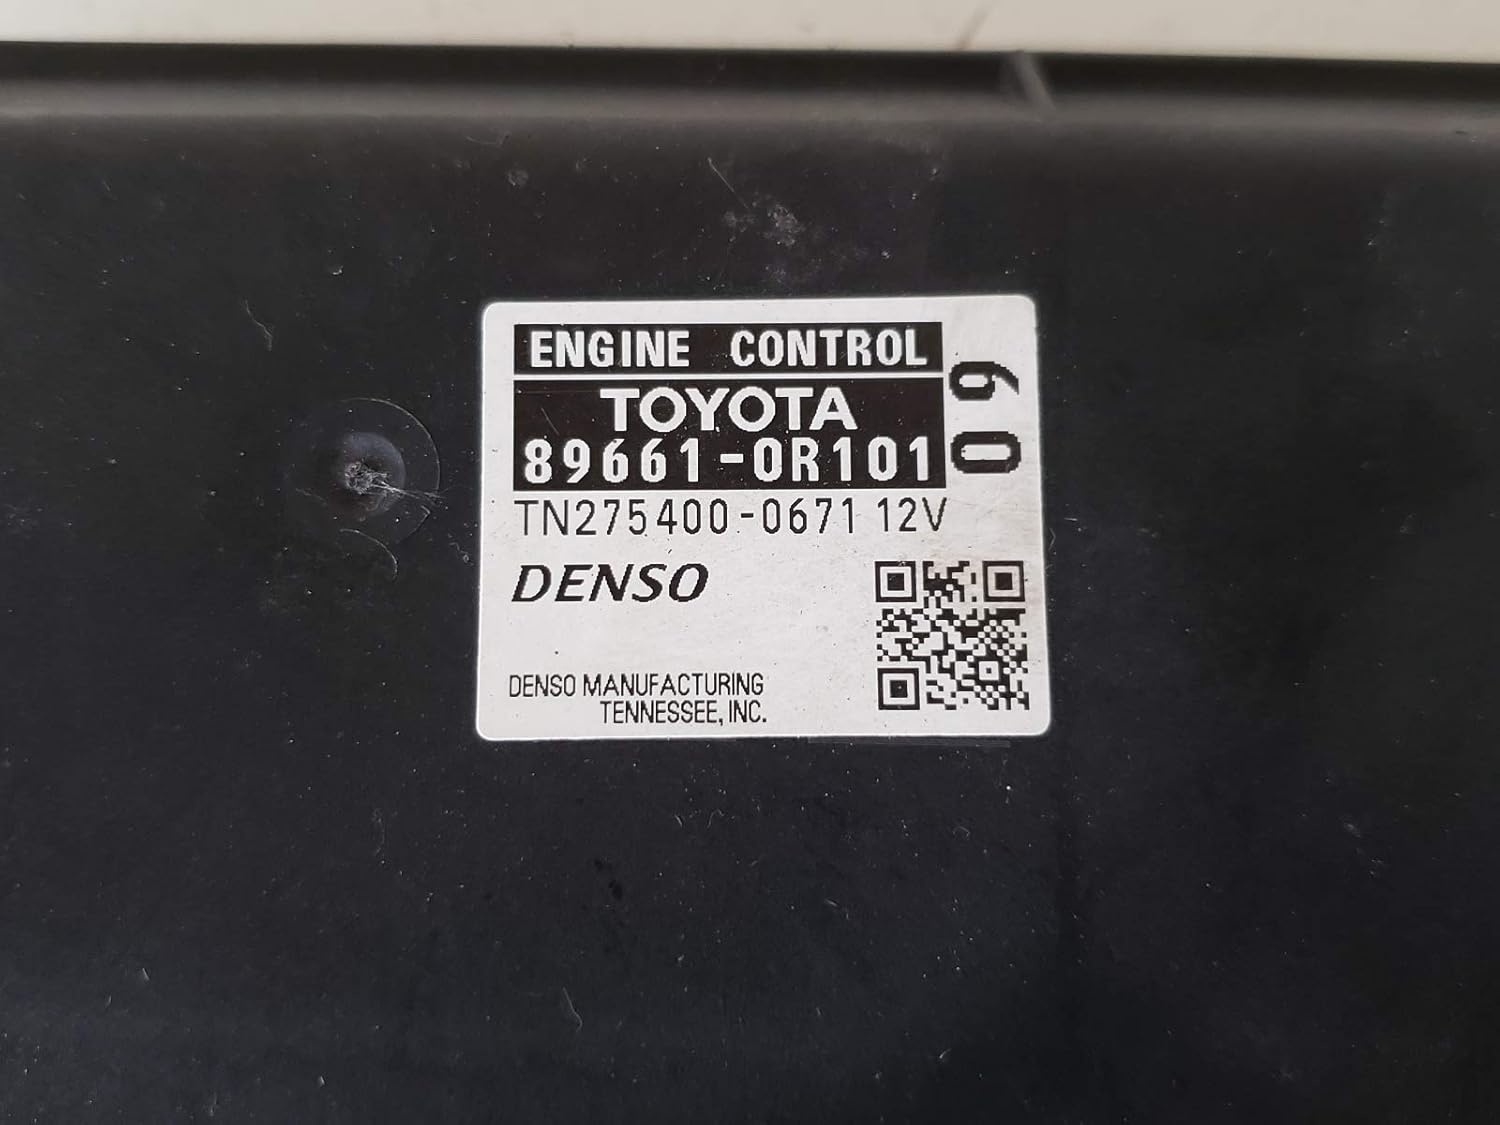 ENGINE CONTROL
TOYOTA
89661-0R101
09
TN275400-0671 12V
DENSO
DENSO MANUFACTURING
TENNESSEE, INC.